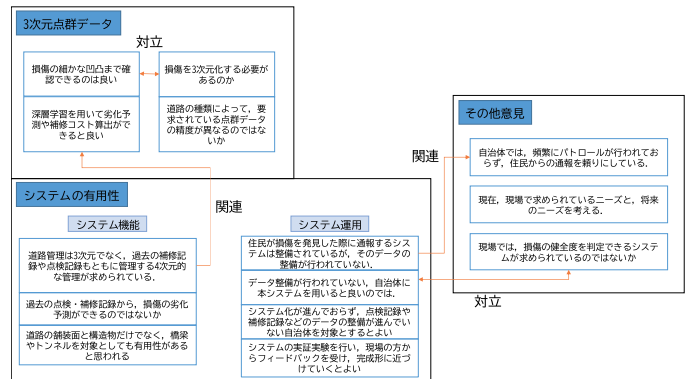 3次元点群データ
対立
損傷の細かな凹凸まで確
認できるのは良い
損傷を3次元化する必要が
あるのか
深層学習を用いて劣化予
測や補修コスト算出がで
きると良い
道路の種類によって，要
求されている点群データ
の精度が異なるのではな
いか
その他意見
関連
自治体では，頻繁にパトロールが行われてお
らず，住民からの通報を頼りにしている．
現在，現場で求められているニーズと，将来
のニーズを考える．
現場では，損傷の健全度を判定できるシステ
ムが求められているのではないか
対立
システムの有用性
関連
システム機能
道路管理は3次元でなく，過去の補修記
録や点検記録もともに管理する4次元的
な管理が求められている．
過去の点検・補修記録から，損傷の劣化
予測ができるのではないか
道路の舗装面と構造物だけでなく，橋梁
やトンネルを対象としても有用性がある
と思われる
システム運用
住民が損傷を発見した際に通報するシス
テムは整備されているが，そのデータの
整備が行われていない．
データ整備が行われていない，自治体に
本システムを用いると良いのでは．
システム化が進んでおらず，点検記録や
補修記録などのデータの整備が進んでい
ない自治体を対象とするとよい
システムの実証実験を行い，現場の方か
らフィードバックを受け，完成形に近づ
けていくとよい